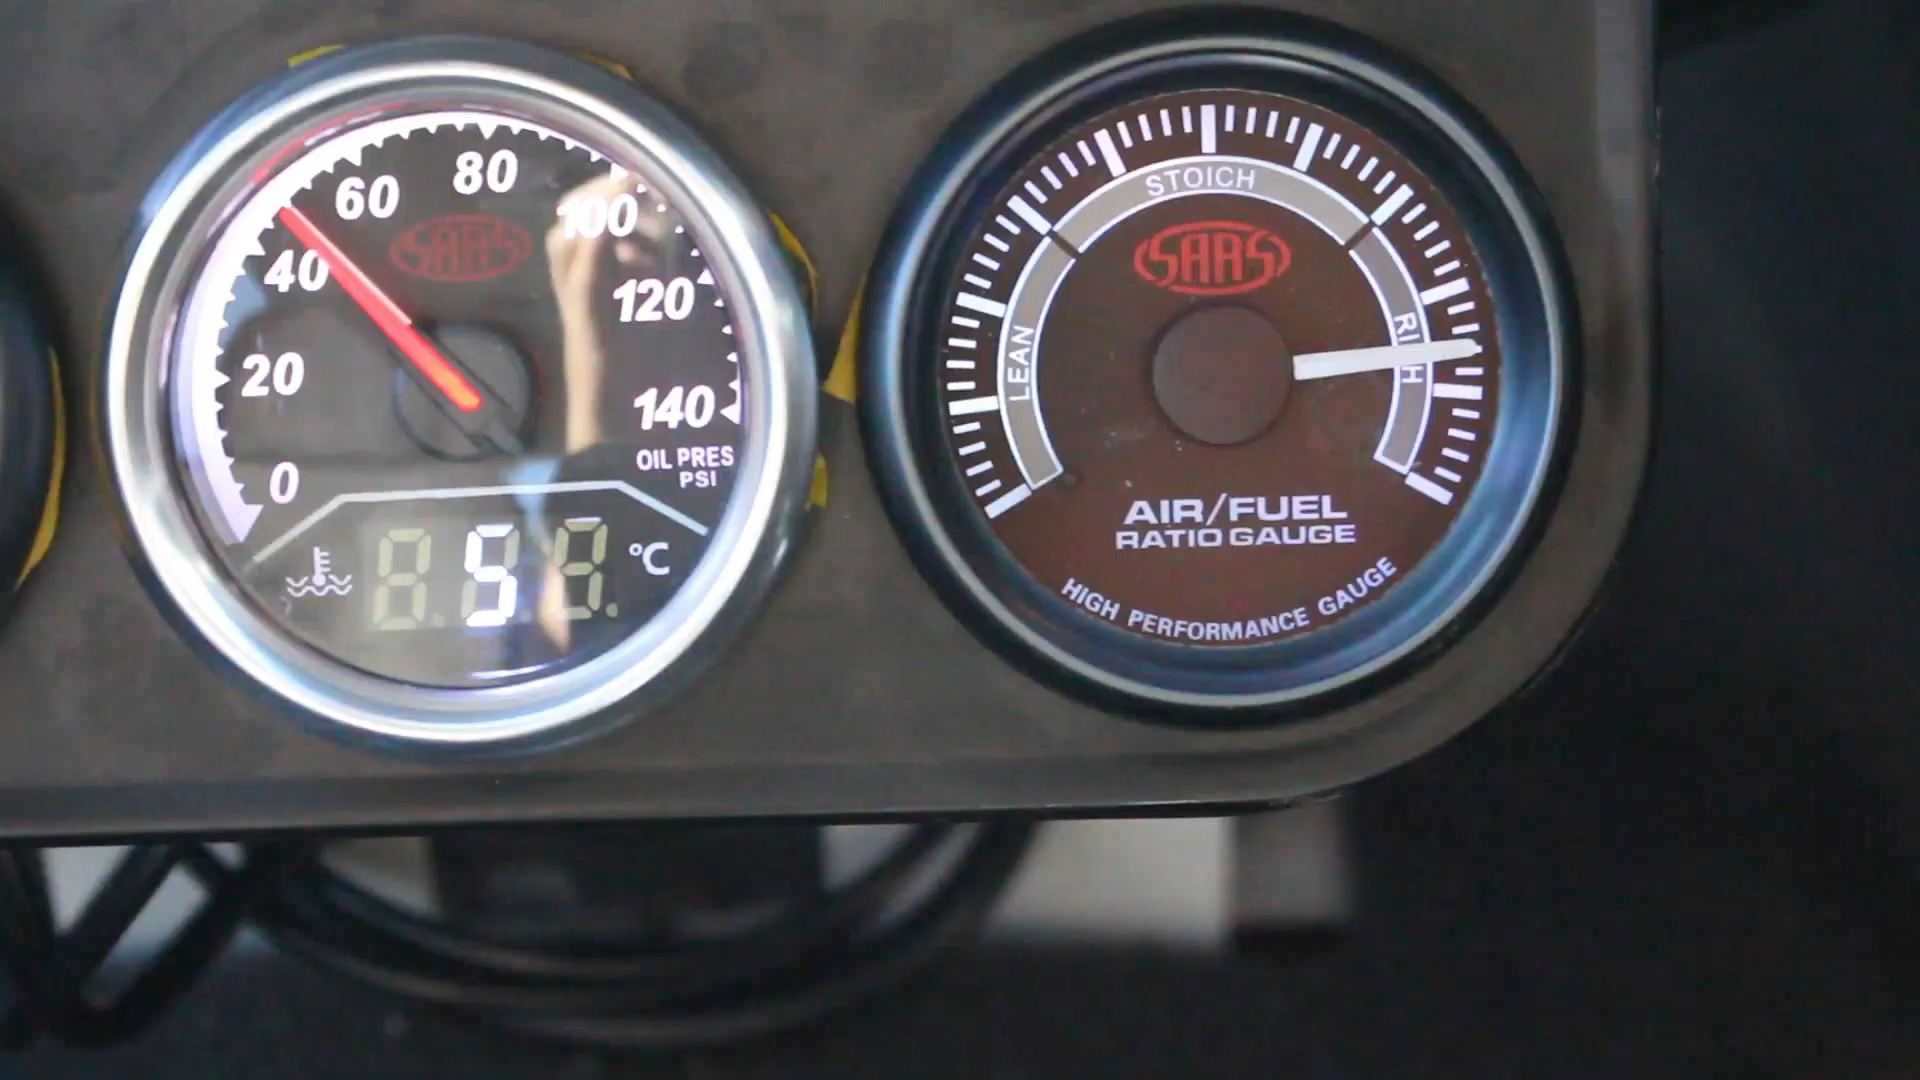 0
20
40
60
80
100
120
140
SAAS
OIL PRES
PSI
5
°C
STOICH
LEAN
RICH
SAAS
AIR/FUEL
RATIO GAUGE
HIGH PERFORMANCE GAUGE